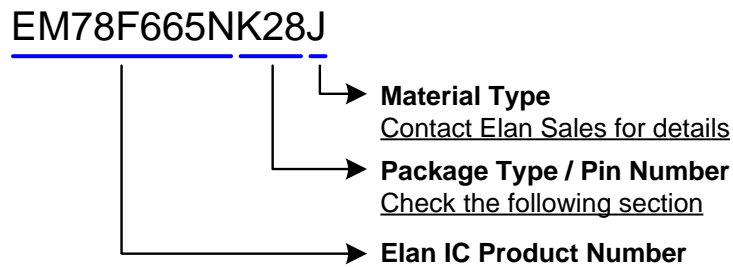 EM78F665NK28J
Material Type
Contact Elan Sales for details
Package Type / Pin Number
Check the following section
Elan IC Product Number